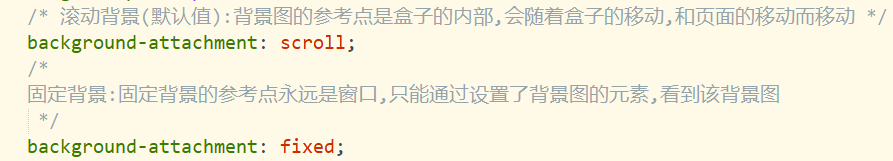 /* 滚动背景(默认值):背景图的参考点是盒子的内部,会随着盒子的移动,和页面的移动而移动 */
background-attachment: scroll;
/*
固定背景:固定背景的参考点永远是窗口,只能通过设置了背景图的元素,看到该背景图
*/
background-attachment: fixed;